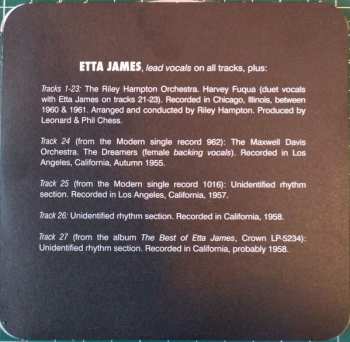 ETTA JAMES, lead vocals on all tracks, plus:
Tracks 1-23: The Riley Hampton Orchestra. Harvey Fuqua (duet vocals
with Etta James on tracks 21-23). Recorded in Chicago, Illinois, between
1960 & 1961. Arranged and conducted by Riley Hampton. Produced by
Leonard & Phil Chess.
Track 24 (from the Modern single record 962): The Maxwell Davis
Orchestra. The Dreamers (female backing vocals). Recorded in Los
Angeles, California, Autumn 1955.
Track 25 (from the Modern single record 1016): Unidentified rhythm
section. Recorded in Los Angeles, California, 1957.
Track 26: Unidentified rhythm section. Recorded in California, 1958.
Track 27 (from the album The Best of Etta James, Crown LP-5234):
Unidentified rhythm section. Recorded in California, probably 1958.